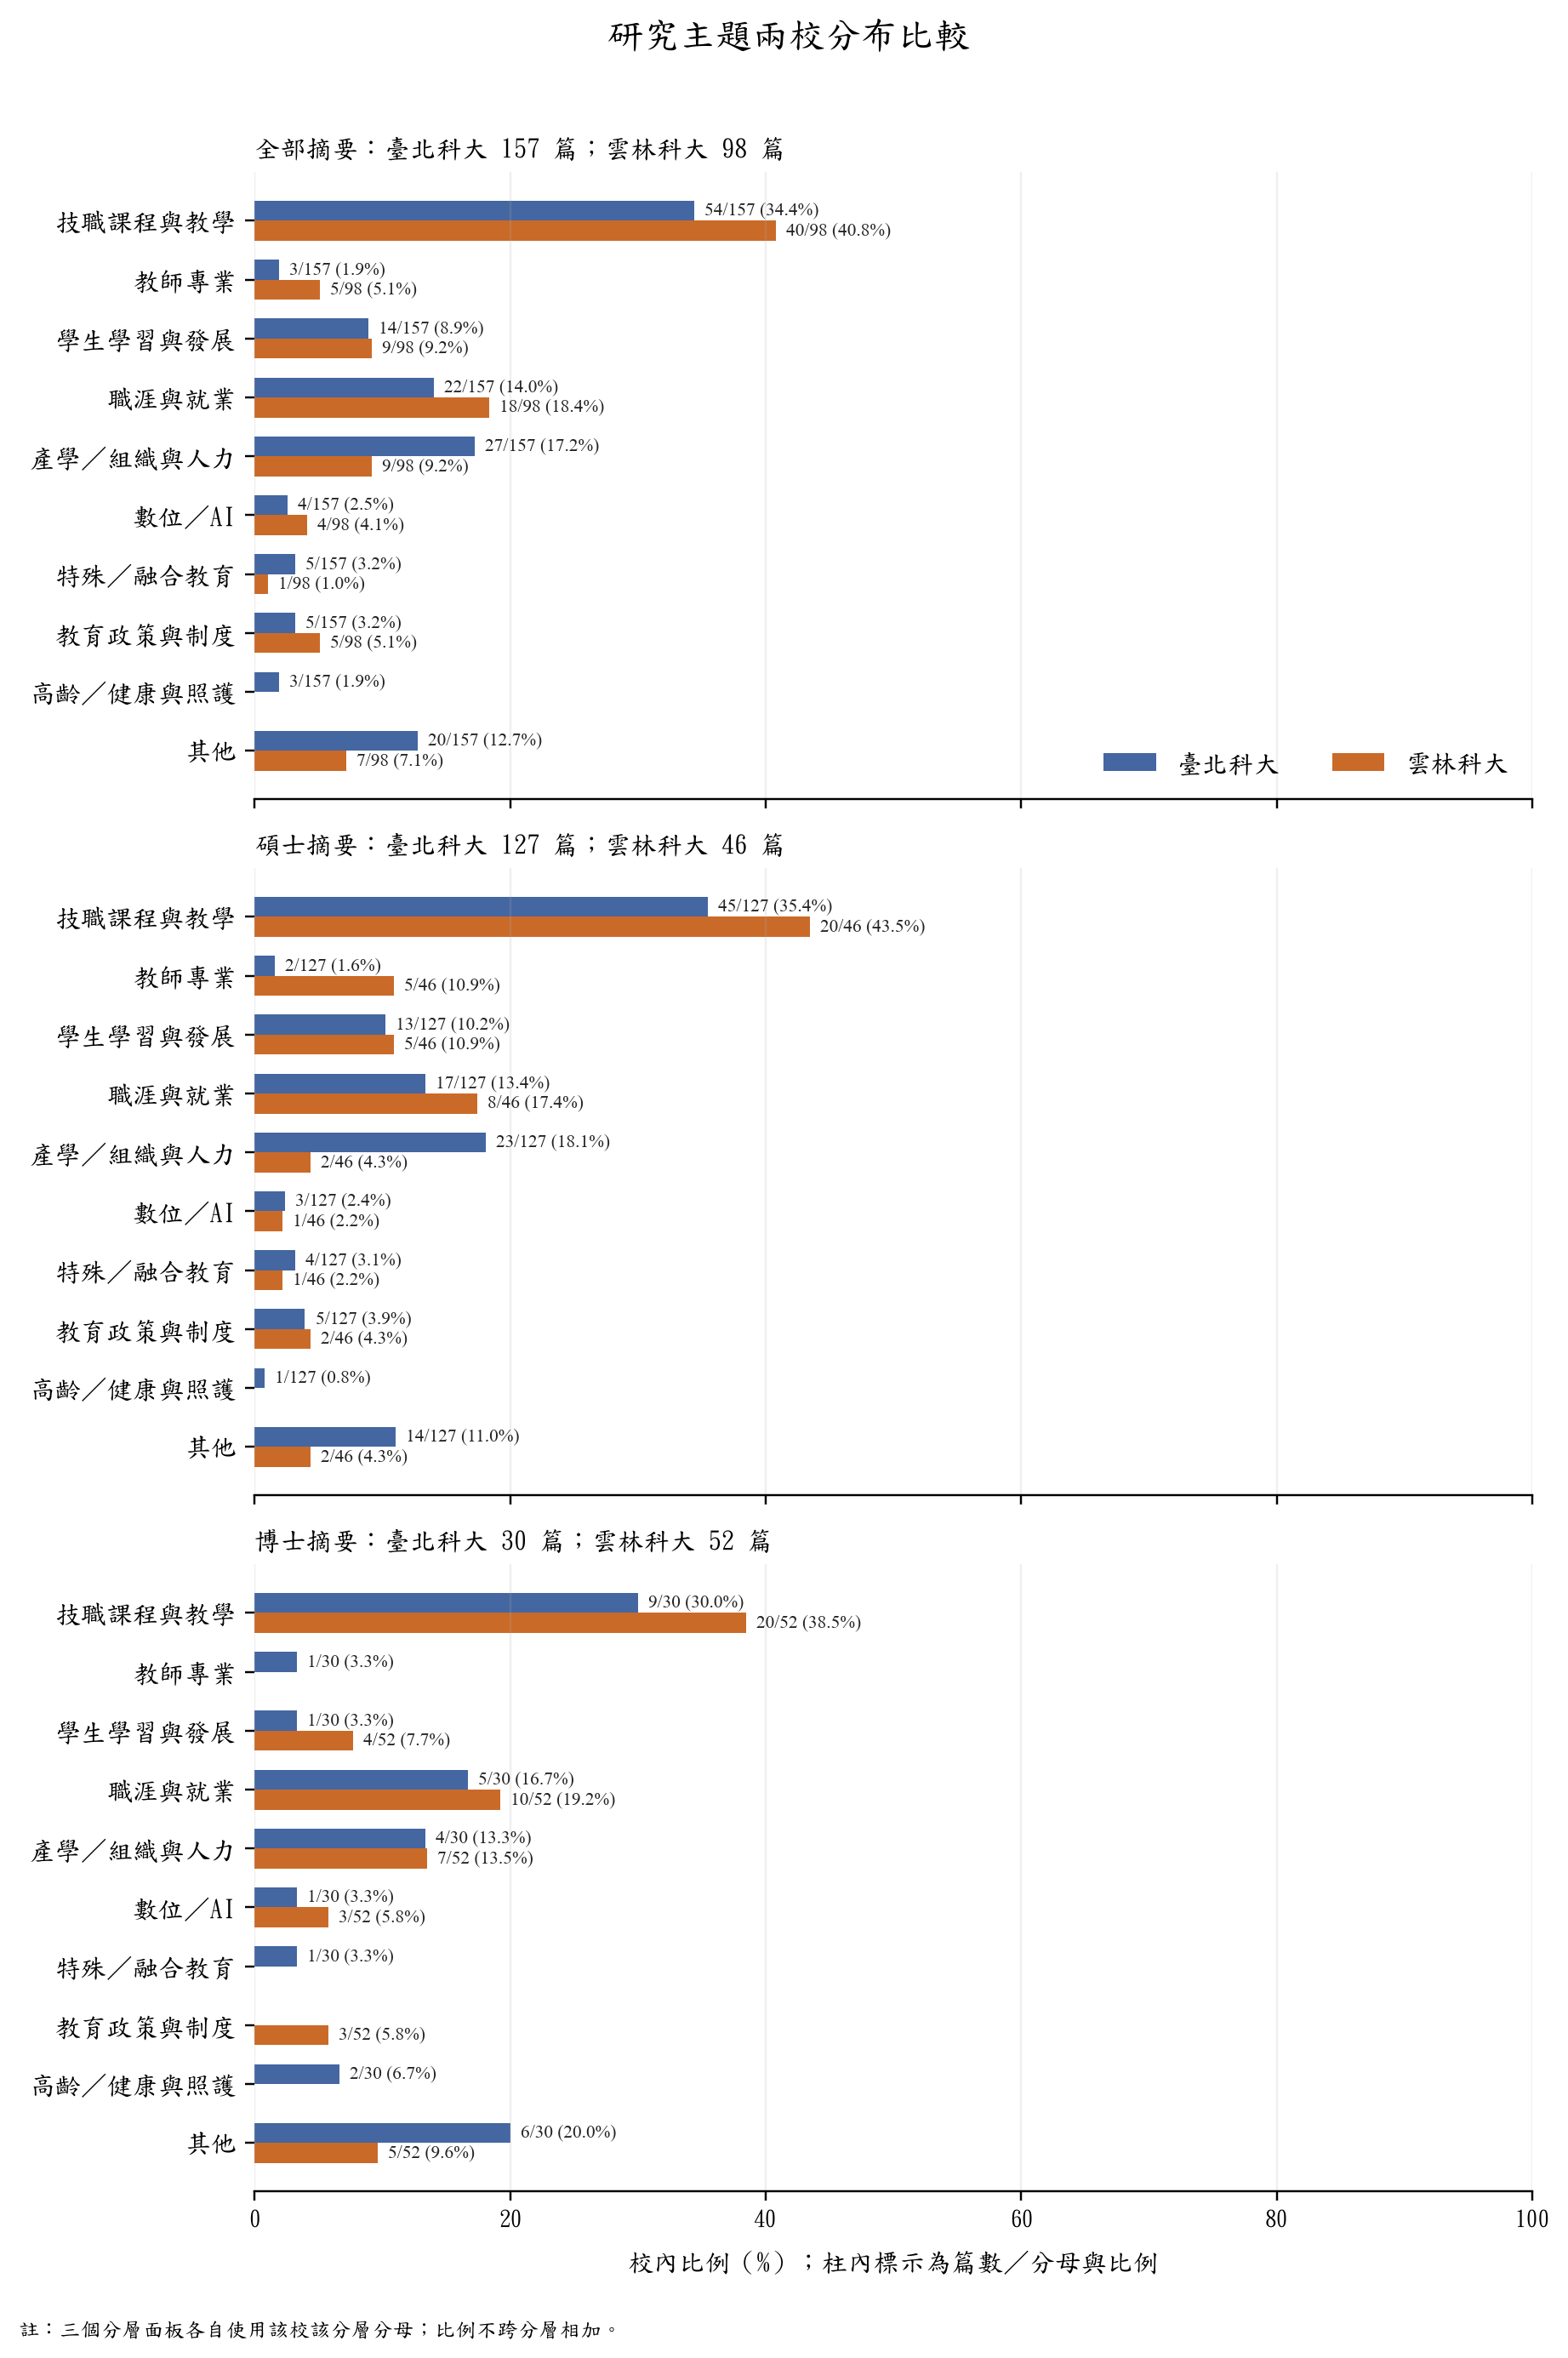 研究主題兩校分布比較
全部摘要：臺北科大 157 篇；雲林科大 98 篇
技職課程與教學
54/157 (34.4%)
40/98 (40.8%)
教師專業
3/157 (1.9%)
5/98 (5.1%)
學生學習與發展
14/157 (8.9%)
9/98 (9.2%)
職涯與就業
22/157 (14.0%)
18/98 (18.4%)
產學／組織與人力
27/157 (17.2%)
9/98 (9.2%)
數位／AI
4/157 (2.5%)
4/98 (4.1%)
特殊／融合教育
5/157 (3.2%)
1/98 (1.0%)
教育政策與制度
5/157 (3.2%)
5/98 (5.1%)
高齡／健康與照護
3/157 (1.9%)
其他
20/157 (12.7%)
7/98 (7.1%)
臺北科大 雲林科大
碩士摘要：臺北科大 127 篇；雲林科大 46 篇
技職課程與教學
45/127 (35.4%)
20/46 (43.5%)
教師專業
2/127 (1.6%)
5/46 (10.9%)
學生學習與發展
13/127 (10.2%)
5/46 (10.9%)
職涯與就業
17/127 (13.4%)
8/46 (17.4%)
產學／組織與人力
23/127 (18.1%)
2/46 (4.3%)
數位／AI
3/127 (2.4%)
1/46 (2.2%)
特殊／融合教育
4/127 (3.1%)
1/46 (2.2%)
教育政策與制度
5/127 (3.9%)
2/46 (4.3%)
高齡／健康與照護
1/127 (0.8%)
其他
14/127 (11.0%)
2/46 (4.3%)
博士摘要：臺北科大 30 篇；雲林科大 52 篇
技職課程與教學
9/30 (30.0%)
20/52 (38.5%)
教師專業
1/30 (3.3%)
學生學習與發展
1/30 (3.3%)
4/52 (7.7%)
職涯與就業
5/30 (16.7%)
10/52 (19.2%)
產學／組織與人力
4/30 (13.3%)
7/52 (13.5%)
數位／AI
1/30 (3.3%)
3/52 (5.8%)
特殊／融合教育
1/30 (3.3%)
教育政策與制度
3/52 (5.8%)
高齡／健康與照護
2/30 (6.7%)
其他
6/30 (20.0%)
5/52 (9.6%)
0 20 40 60 80 100
校內比例（%）；柱內標示為篇數／分母與比例
註：三個分層面板各自使用該校該分層分母；比例不跨分層相加。